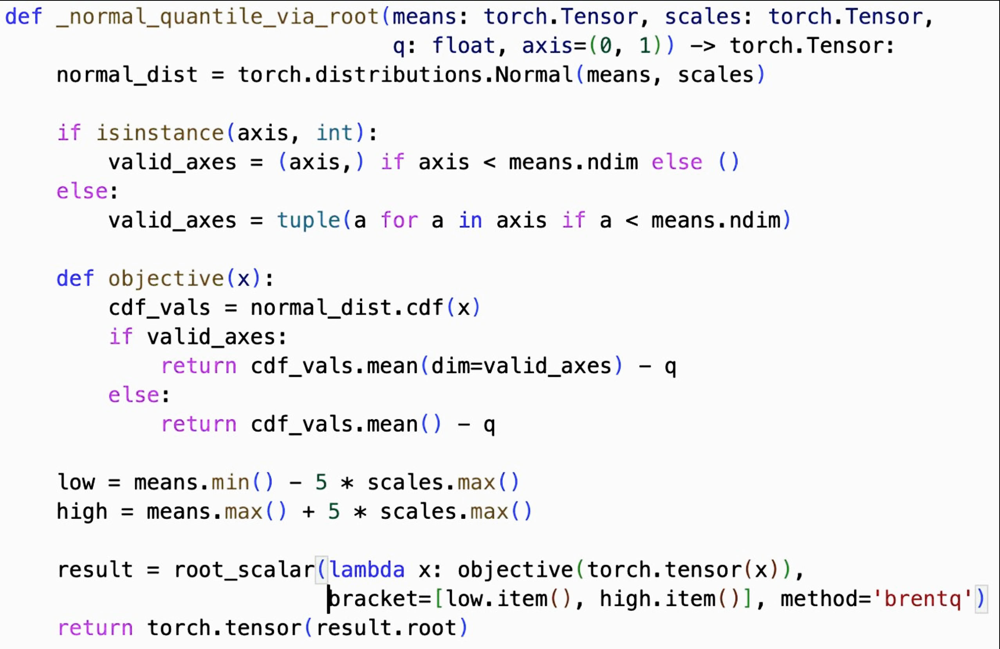 def _normal_quantile_via_root(means: torch.Tensor, scales: torch.Tensor,
                              q: float, axis=(0, 1)) -> torch.Tensor:
    normal_dist = torch.distributions.Normal(means, scales)

    if isinstance(axis, int):
        valid_axes = (axis,) if axis < means.ndim else ()
    else:
        valid_axes = tuple(a for a in axis if a < means.ndim)

    def objective(x):
        cdf_vals = normal_dist.cdf(x)
        if valid_axes:
            return cdf_vals.mean(dim=valid_axes) - q
        else:
            return cdf_vals.mean() - q

    low = means.min() - 5 * scales.max()
    high = means.max() + 5 * scales.max()

    result = root_scalar(lambda x: objective(torch.tensor(x)),
                         bracket=[low.item(), high.item()], method='brentq')
    return torch.tensor(result.root)